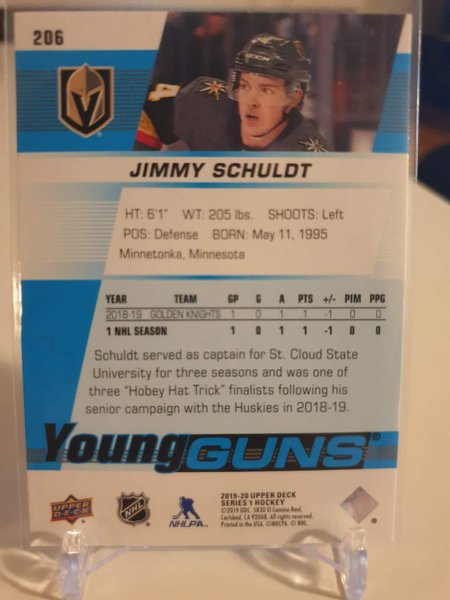 206
4
JIMMY SCHULDT
HT: 6'1" WT: 205 lbs. SHOOTS: Left
POS: Defense BORN: May 11, 1995
Minnetonka, Minnesota
YEAR TEAM GP G A PTS +/- PIM PPG
2018-19 GOLDEN KNIGHTS 1 0 1 1 -1 0 0
1 NHL SEASON 1 0 1 1 -1 0 0
Schuldt served as captain for St. Cloud State
University for three seasons and was one of
three "Hobey Hat Trick" finalists following his
senior campaign with the Huskies in 2018-19.
Young GUNS®
UPPER DECK
NHL
NHLPA
2019-20 UPPER DECK
SERIES 1 HOCKEY
©2019 UDC. 5830 El Camino Real,
Carlsbad, CA 92008. All rights reserved.
Printed in the USA. ©NHLPA. © NHL.